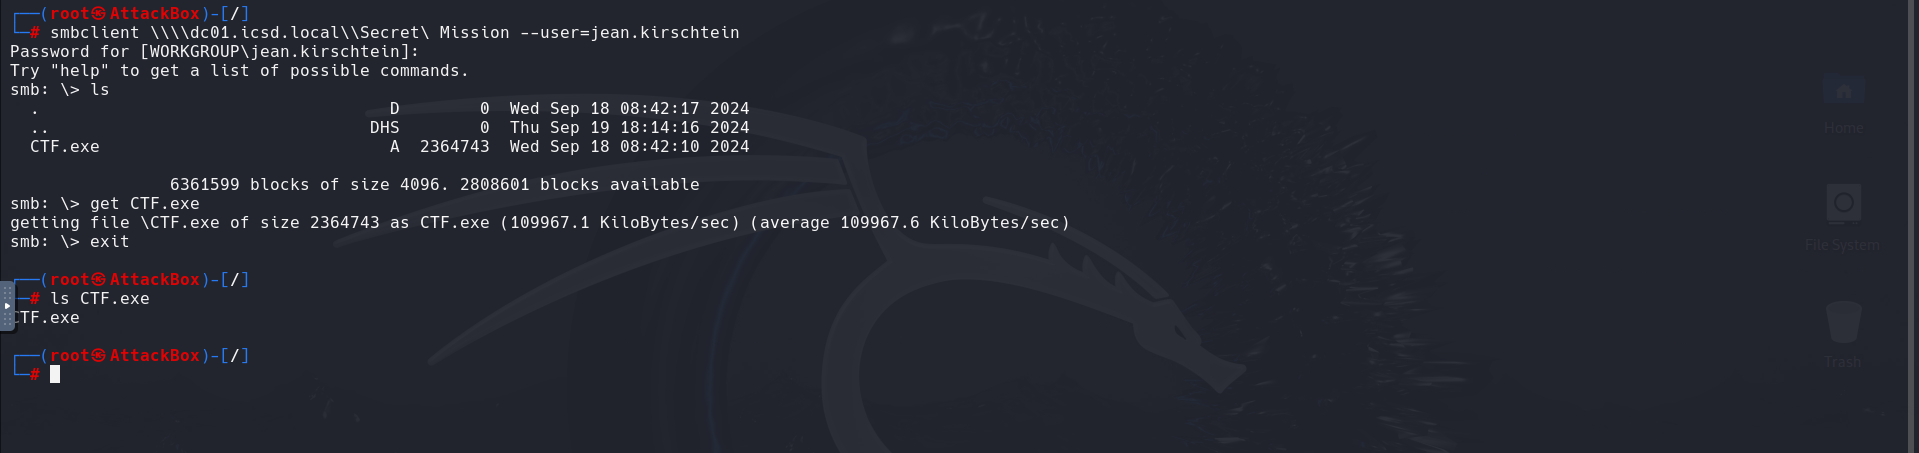 ┌──(root㉿AttackBox)-[/]
└─# smbclient \\\\dc01.icsd.local\\Secret\ Mission --user=jean.kirschtein
Password for [WORKGROUP\jean.kirschtein]:
Try "help" to get a list of possible commands.
smb: \> ls
  .                                   D        0  Wed Sep 18 08:42:17 2024
  ..                                DHS        0  Thu Sep 19 18:14:16 2024
  CTF.exe                             A  2364743  Wed Sep 18 08:42:10 2024
                6361599 blocks of size 4096. 2808601 blocks available
smb: \> get CTF.exe
getting file \CTF.exe of size 2364743 as CTF.exe (109967.1 KiloBytes/sec) (average 109967.6 KiloBytes/sec)
smb: \> exit
┌──(root㉿AttackBox)-[/]
└─# ls CTF.exe
CTF.exe
┌──(root㉿AttackBox)-[/]
└─#
Home
File System
Trash